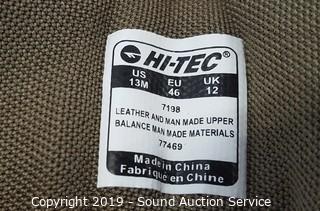 HI-TEC®
US EU UK
13M 46 12
7198
LEATHER AND MAN MADE UPPER
BALANCE MAN MADE MATERIALS
77469
Made in China
Fabriqué en Chine
Copyright 2019 - Sound Auction Service